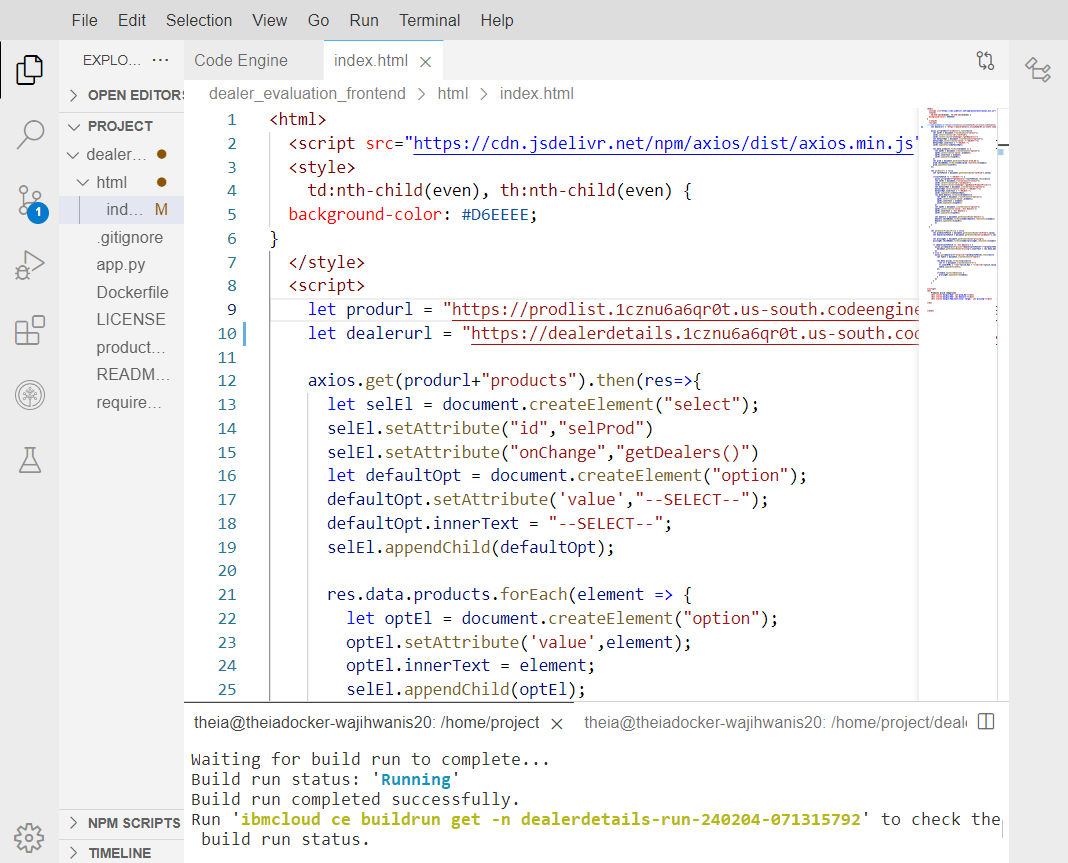 File Edit Selection View Go Run Terminal Help
EXPLO... ...
Code Engine
index.html
OPEN EDITORS
dealer_evaluation_frontend > html > index.html
PROJECT
dealer...
html
ind... M
.gitignore
app.py
Dockerfile
LICENSE
product...
READM...
require...
1
1 <html>
2 <script src="https://cdn.jsdelivr.net/npm/axios/dist/axios.min.js"
3 <style>
4 td:nth-child(even), th:nth-child(even) {
5 background-color: #D6EEEE;
6 }
7 </style>
8 <script>
9 let produrl = "https://prodlist.1cznu6a6qr0t.us-south.codeengine
10 let dealerurl = "https://dealerdetails.1cznu6a6qr0t.us-south.cod
11
12 axios.get(produrl+"products").then(res=>{
13 let selEl = document.createElement("select");
14 selEl.setAttribute("id","selProd")
15 selEl.setAttribute("onChange","getDealers()")
16 let defaultOpt = document.createElement("option");
17 defaultOpt.setAttribute('value',"--SELECT--");
18 defaultOpt.innerText = "--SELECT--";
19 selEl.appendChild(defaultOpt);
20
21 res.data.products.forEach(element => {
22 let optEl = document.createElement("option");
23 optEl.setAttribute('value',element);
24 optEl.innerText = element;
25 selEl.appendChild(optEl);
theia@theiadocker-wajihwanis20: /home/project
theia@theiadocker-wajihwanis20: /home/project/deal
Waiting for build run to complete...
Build run status: 'Running'
Build run completed successfully.
Run 'ibmcloud ce buildrun get -n dealerdetails-run-240204-071315792' to check the
build run status.
NPM SCRIPTS
TIMELINE